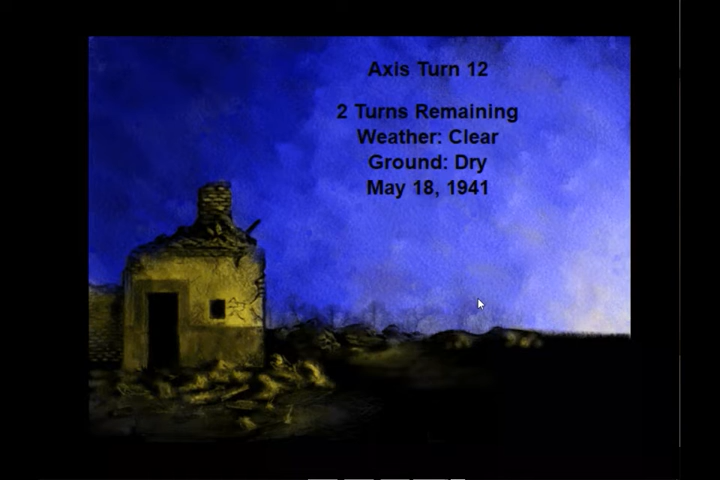 Axis Turn 12
2 Turns Remaining
Weather: Clear
Ground: Dry
May 18, 1941